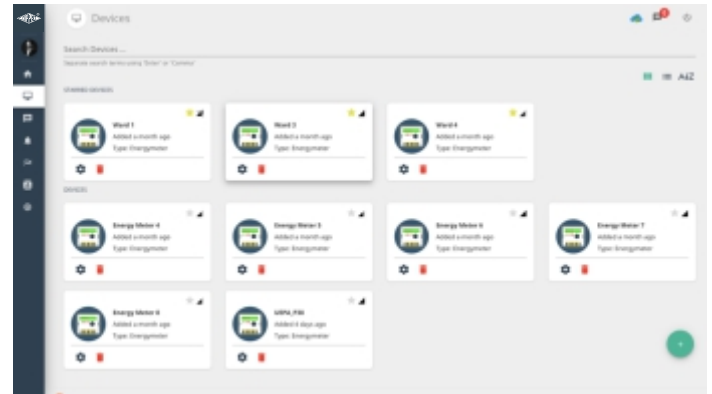 Devices
Search Devices ...
Separate search terms using 'Enter' or 'Comma'
STARRED DEVICES
Ward 1
Added a month ago
Type: Energymeter
Ward 3
Added a month ago
Type: Energymeter
Ward 4
Added a month ago
Type: Energymeter
DEVICES
Energy Meter 4
Added a month ago
Type: Energymeter
Energy Meter 5
Added a month ago
Type: Energymeter
Energy Meter 6
Added a month ago
Type: Energymeter
Energy Meter 7
Added a month ago
Type: Energymeter
Energy Meter 8
Added a month ago
Type: Energymeter
Added 8 days ago
Type: Energymeter